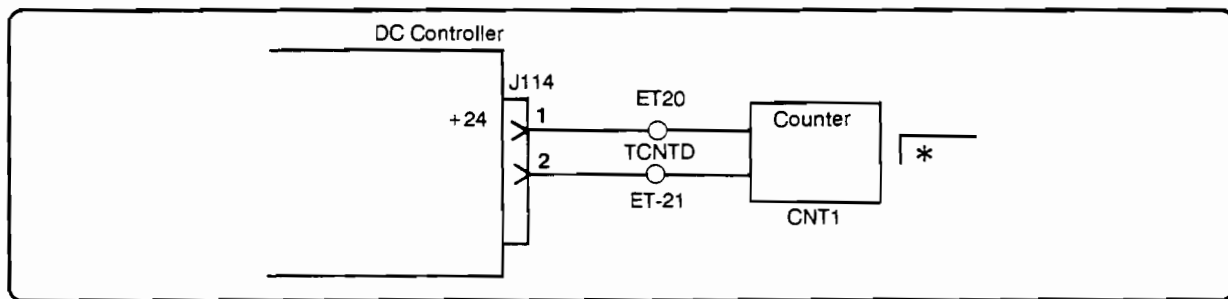 DC Controller
J114
+24
1
ET20
Counter
TCNTD
2
ET-21
CNT1
*